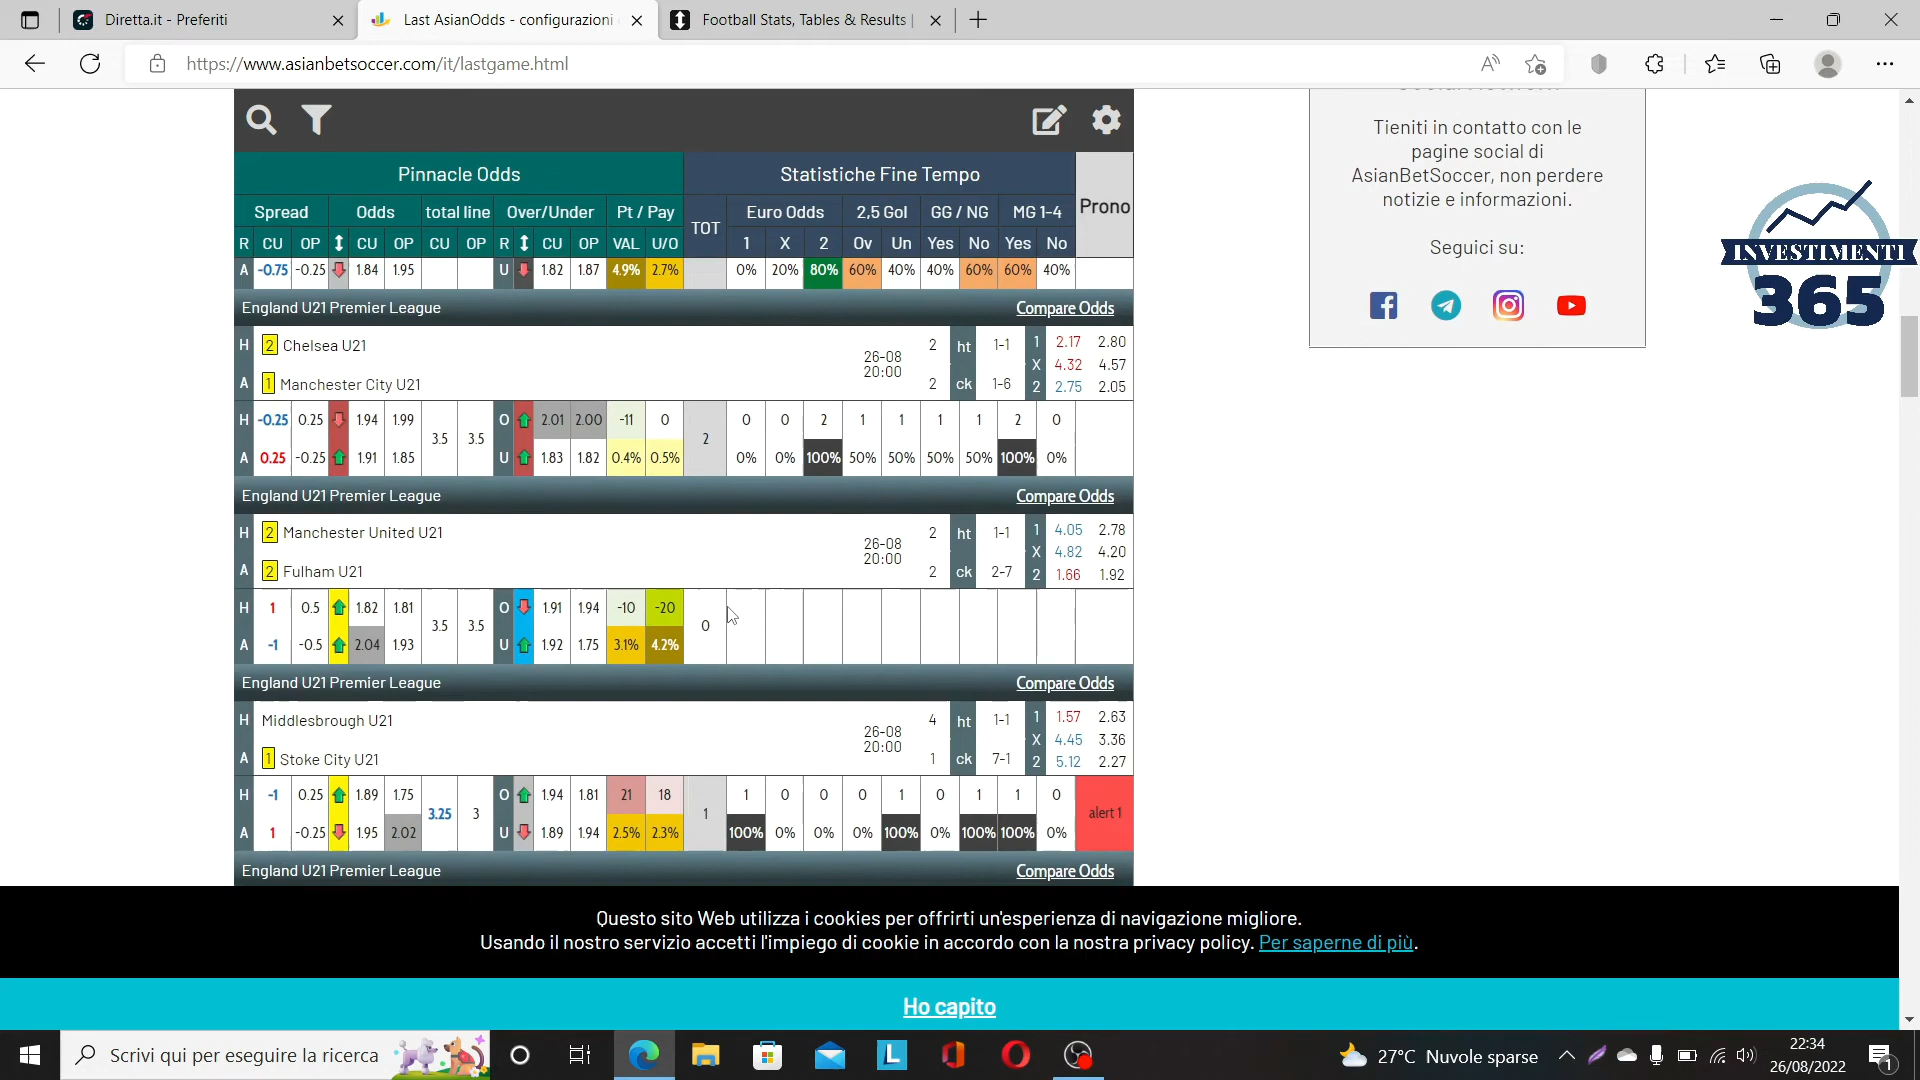 Diretta.it - Preferiti
Last AsianOdds - configurazioni
Football Stats, Tables & Results |
https://www.asianbetsoccer.com/it/lastgame.html
Pinnacle Odds Statistiche Fine Tempo Prono
Spread Odds total line Over/Under Pt / Pay TOT Euro Odds 2,5 Gol GG / NG MG 1-4
R CU OP CU OP CU OP R CU OP VAL U/O 1 X 2 Ov Un Yes No Yes No
A -0.75 -0.25 1.84 1.95 U 1.82 1.87 4.9% 2.7% 0% 20% 80% 60% 40% 40% 60% 60% 40%
England U21 Premier League Compare Odds
H 2 Chelsea U21 2 ht 1-1 1 2.17 2.80
26-08
20:00
X 4.32 4.57
A 1 Manchester City U21 2 ck 1-6 2 2.75 2.05
H -0.25 0.25 1.94 1.99 O 2.01 2.00 -11 0 0 0 2 1 1 1 1 2 0
3.5 3.5 2
A 0.25 -0.25 1.91 1.85 U 1.83 1.82 0.4% 0.5% 0% 0% 100% 50% 50% 50% 50% 100% 0%
England U21 Premier League Compare Odds
H 2 Manchester United U21 2 ht 1-1 1 4.05 2.78
26-08
20:00
X 4.82 4.20
A 2 Fulham U21 2 ck 2-7 2 1.66 1.92
H 1 0.5 1.82 1.81 O 1.91 1.94 -10 -20
3.5 3.5 0
A -1 -0.5 2.04 1.93 U 1.92 1.75 3.1% 4.2%
England U21 Premier League Compare Odds
H Middlesbrough U21 4 ht 1-1 1 1.57 2.63
26-08
20:00
X 4.45 3.36
A 1 Stoke City U21 1 ck 7-1 2 5.12 2.27
H -1 0.25 1.89 1.75 O 1.94 1.81 21 18 1 0 0 0 1 0 1 1 0
3.25 3 1 alert 1
A 1 -0.25 1.95 2.02 U 1.89 1.94 2.5% 2.3% 100% 0% 0% 0% 100% 0% 100% 100% 0%
England U21 Premier League Compare Odds
Tieniti in contatto con le
pagine social di
AsianBetSoccer, non perdere
notizie e informazioni.
Seguici su:
INVESTIMENTI
365
Questo sito Web utilizza i cookies per offrirti un'esperienza di navigazione migliore.
Usando il nostro servizio accetti l'impiego di cookie in accordo con la nostra privacy policy. Per saperne di più.
Ho capito
Scrivi qui per eseguire la ricerca
27°C Nuvole sparse
22:34
26/08/2022
1